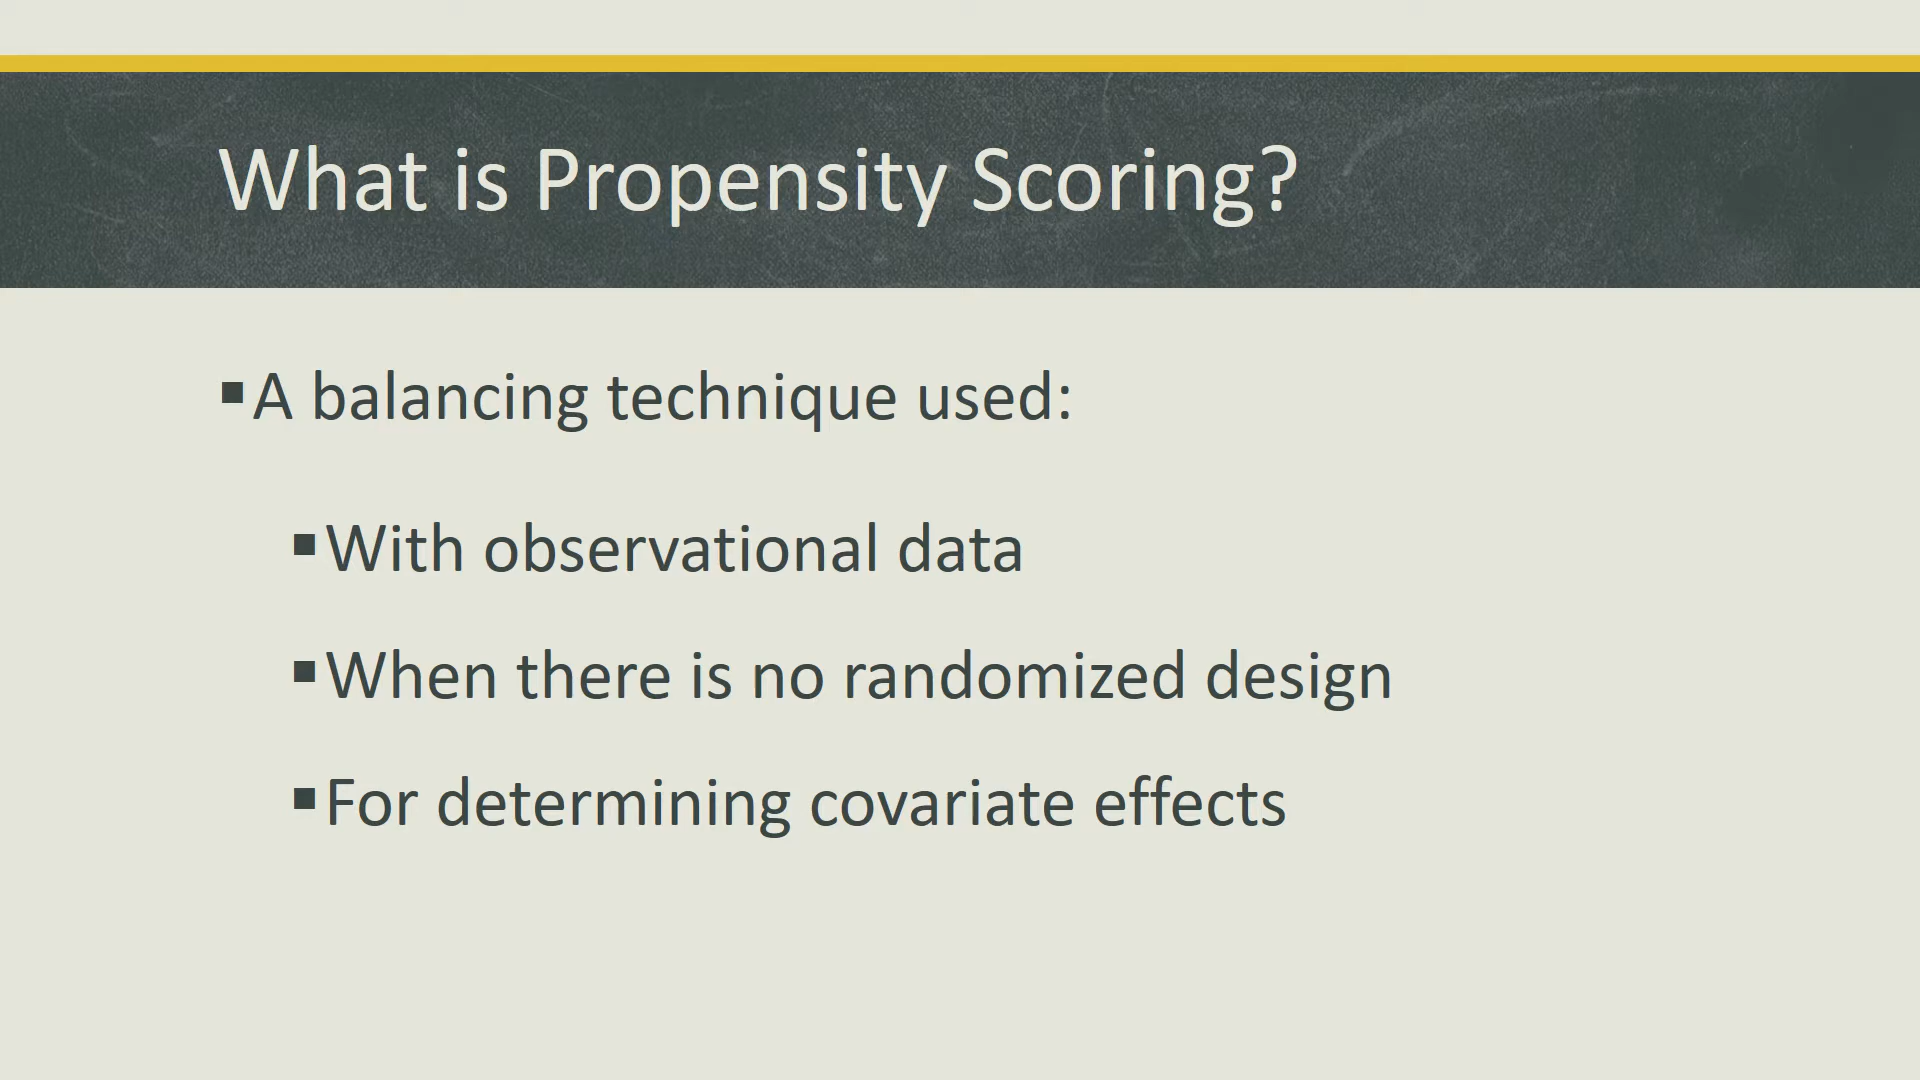 What is Propensity Scoring?
▪A balancing technique used:
▪With observational data
▪When there is no randomized design
▪For determining covariate effects